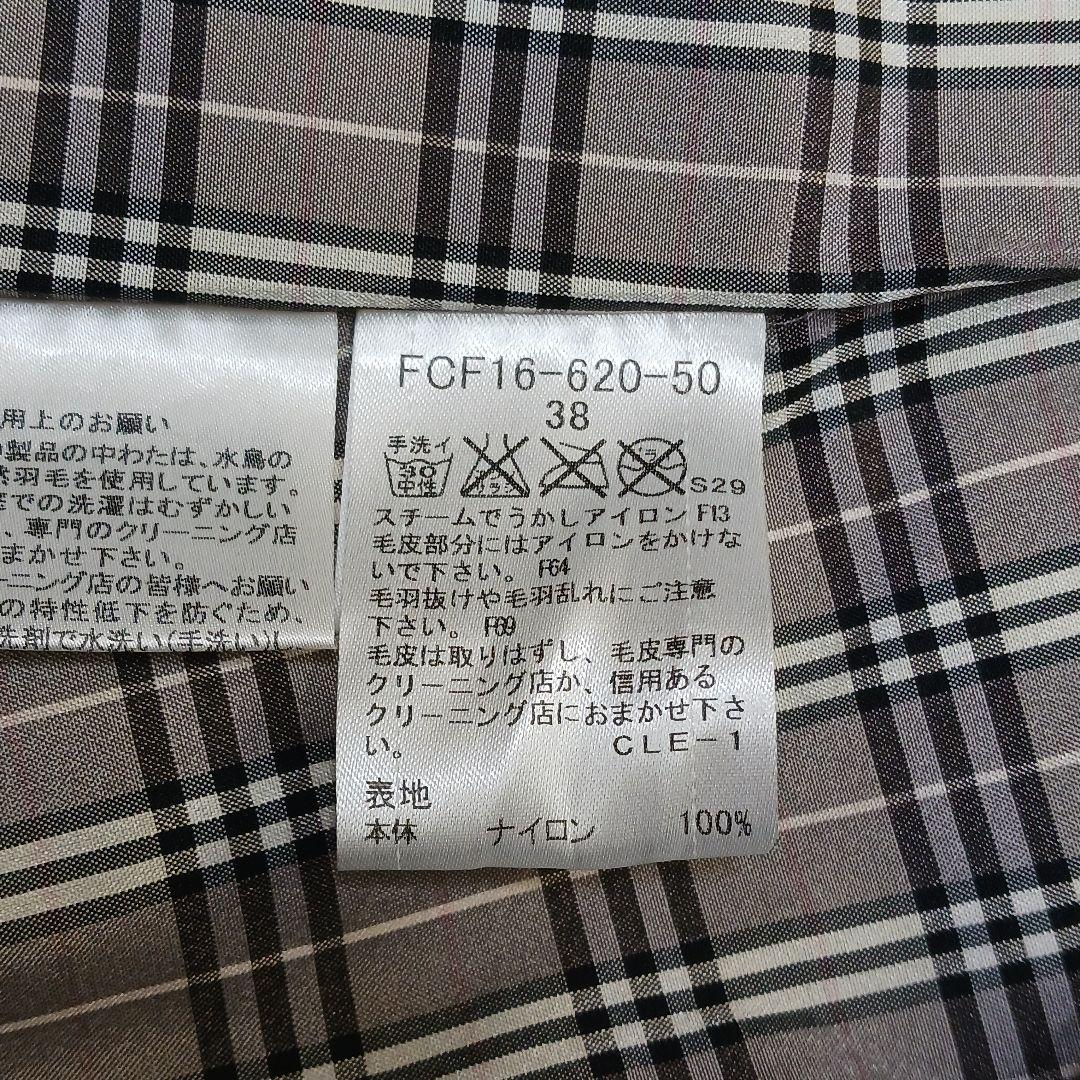 用上のお願い
製品の中わたは、水鳥の
羽毛を使用しています。
での洗濯はむずかしい
、専門のクリーニング店
まかせ下さい。
ーニング店の皆様へお願い
の特性低下を防ぐため、
洗剤で水洗い(手洗い)(
FCF16-620-50
38
手洗イ
30
中性
S29
スチームでうかしアイロン F13
毛皮部分にはアイロンをかけな
いで下さい。 F64
毛羽抜けや毛羽乱れにご注意
下さい。 F69
毛皮は取りはずし、毛皮専門の
クリーニング店か、信用ある
クリーニング店におまかせ下さ
い。 CLE-1
表地
本体 ナイロン 100%